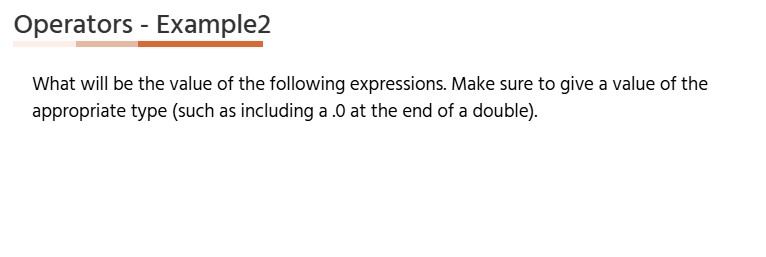 Operators - Example2
What will be the value of the following expressions. Make sure to give a value of the
appropriate type (such as including a .0 at the end of a double).